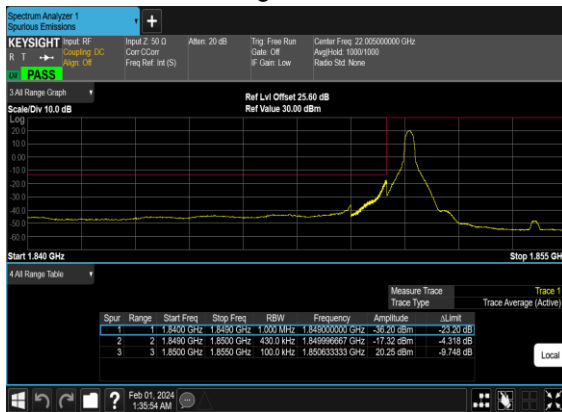 Spectrum Analyzer 1
Spurious Emissions
KEYSIGHT Input: RF Input Z: 50 Ω Atten: 20 dB Trig: Free Run Center Freq: 22.005000000 GHz
R T Coupling: DC Corr CCorr Gate: Off Avg|Hold: 1000/1000
Align: Off Freq Ref: Int (S) IF Gain: Low Radio Std: None
PASS
3 All Range Graph
Ref Lvl Offset 25.60 dB
Scale/Div 10.0 dB Ref Value 30.00 dBm
Log
20.0
10.0
0.00
-10.0
-20.0
-30.0
-40.0
-50.0
-60.0
Start 1.840 GHz Stop 1.855 GH
4 All Range Table
Measure Trace Trace 1
Trace Type Trace Average (Active)
Spur Range Start Freq Stop Freq RBW Frequency Amplitude ΔLimit
1 1 1.8400 GHz 1.8490 GHz 1.000 MHz 1.849000000 GHz -36.20 dBm -23.20 dB
2 2 1.8490 GHz 1.8500 GHz 430.0 kHz 1.849996667 GHz -17.32 dBm -4.318 dB
3 3 1.8500 GHz 1.8550 GHz 100.0 kHz 1.850633333 GHz 20.25 dBm -9.748 dB
Local
? Feb 01, 2024
1:35:54 AM